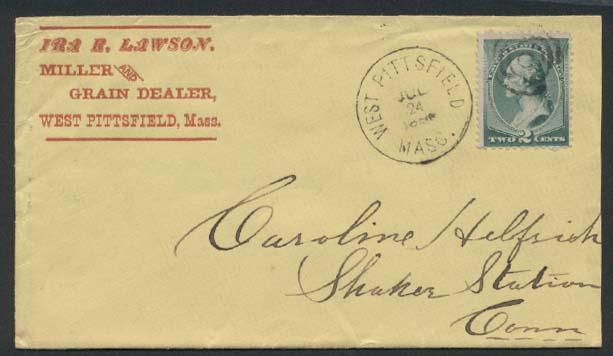 IRA R. LAWSON.
MILLER AND
GRAIN DEALER,
WEST PITTSFIELD, Mass.
WEST PITTSFIELD
JUL
24
MASS.
TWO 2 CENTS
Caroline Helfrich
Shaker Station
Conn